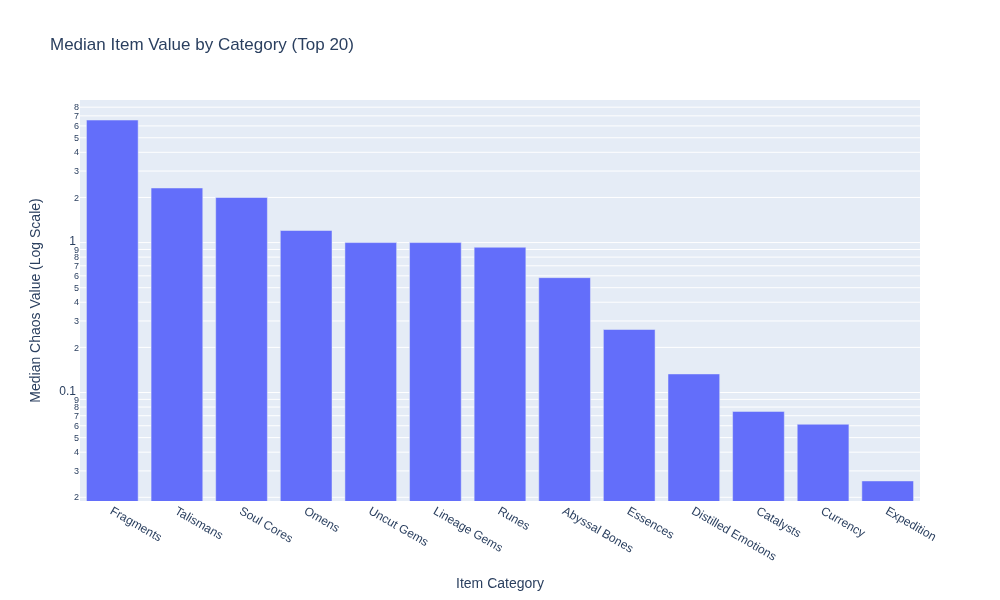 Median Item Value by Category (Top 20)
8
7
6
5
4
3
2
1
9
8
7
6
5
4
3
2
0.1
9
8
7
6
5
4
3
2
Median Chaos Value (Log Scale)
Fragments
Talismans
Soul Cores
Omens
Uncut Gems
Lineage Gems
Runes
Abyssal Bones
Essences
Distilled Emotions
Catalysts
Currency
Expedition
Item Category